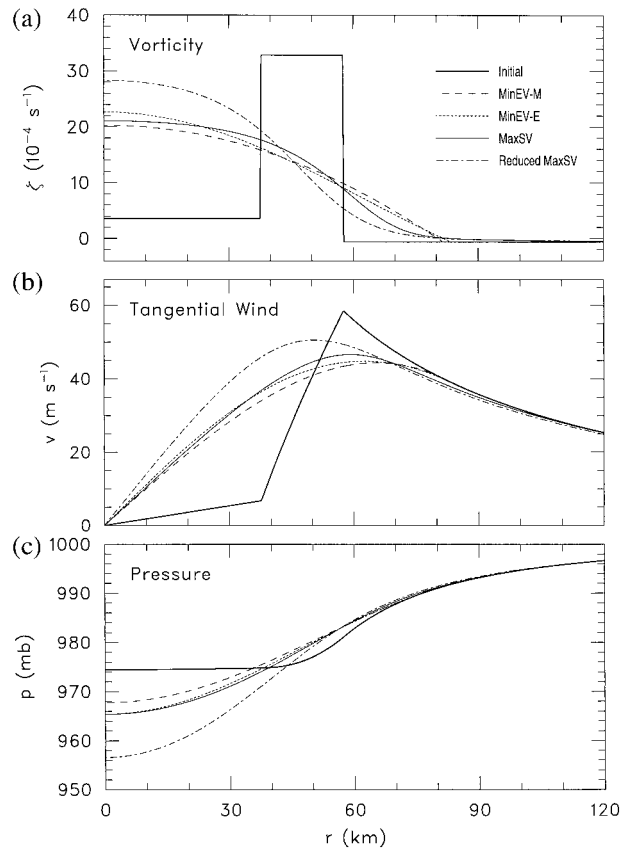 (a)
40
30
20
10
0
ζ (10⁻⁴ s⁻¹)
Vorticity
Initial
MinEV-M
MinEV-E
MaxSV
Reduced MaxSV
(b)
60
40
20
0
v (m s⁻¹)
Tangential Wind
(c)
1000
990
980
970
960
950
p (mb)
Pressure
0 30 60 90 120
r (km)